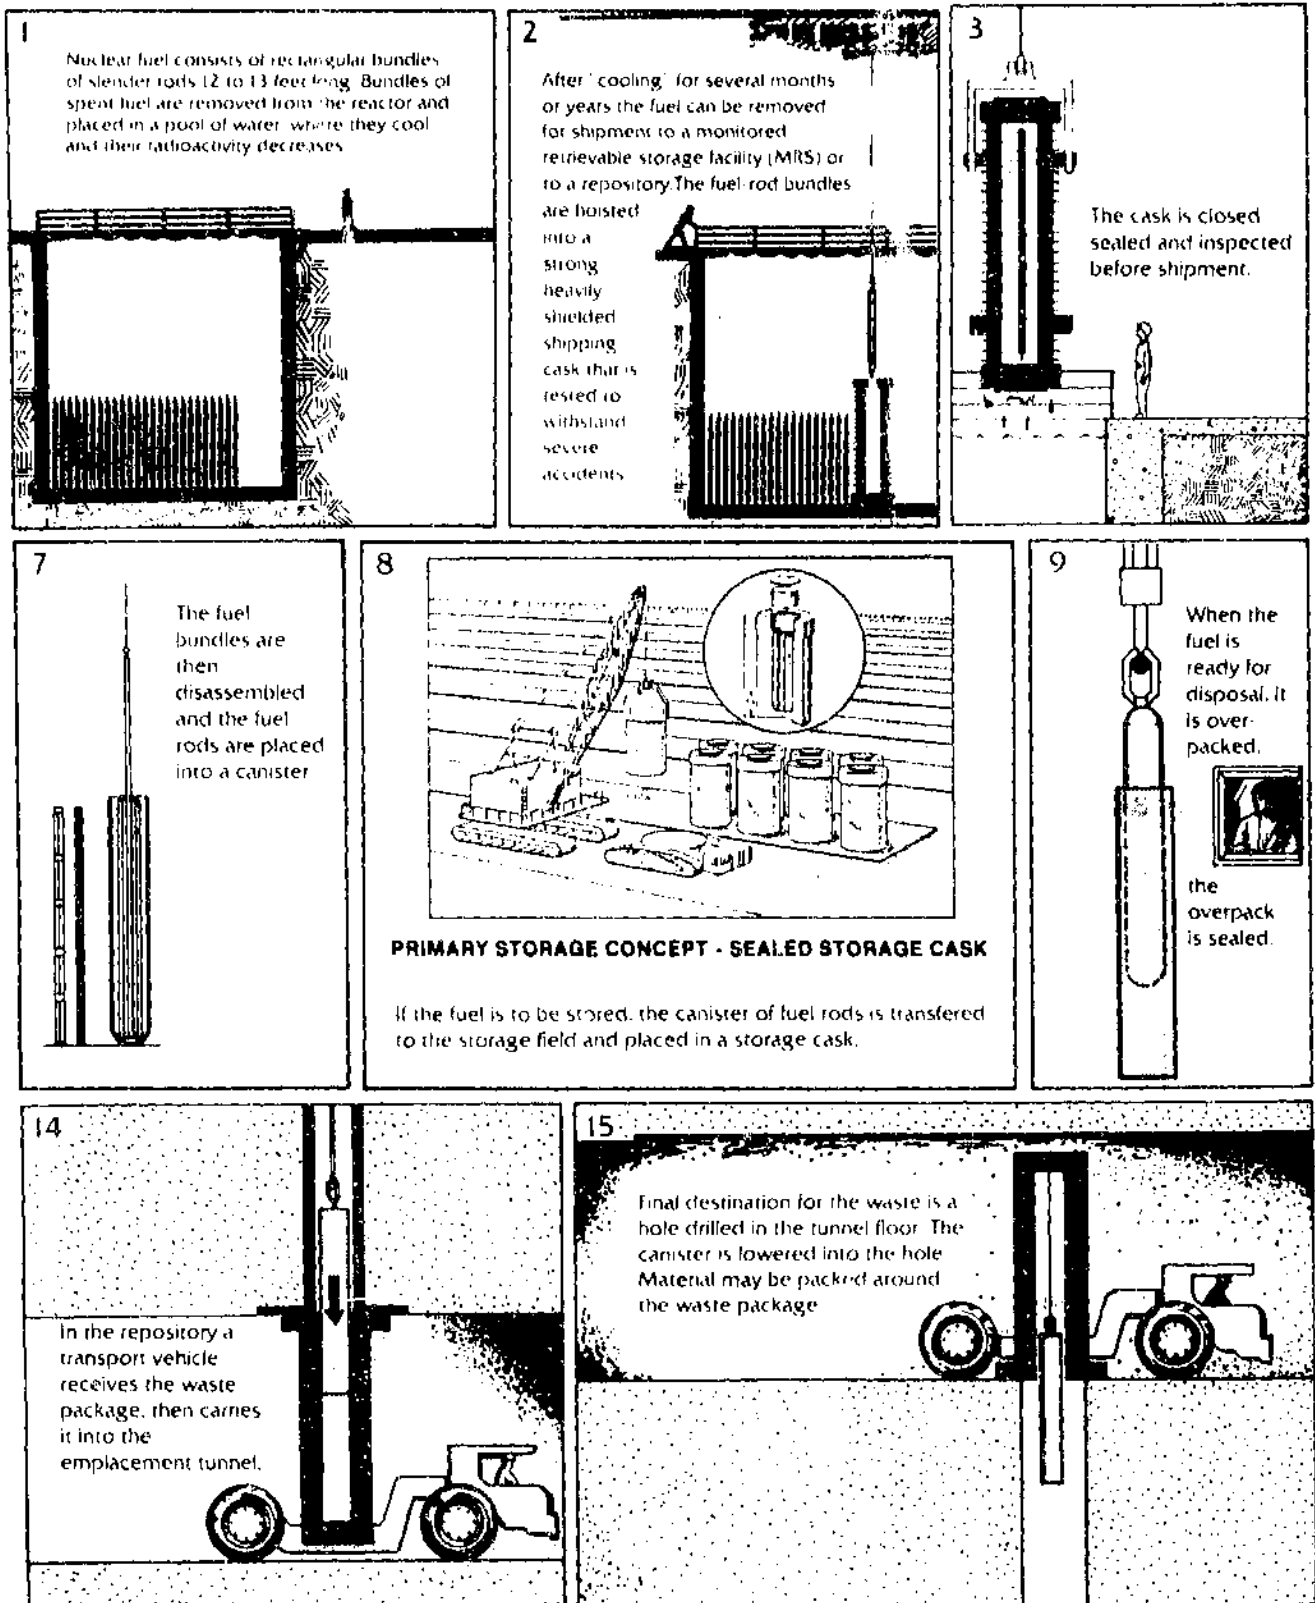 1
Nuclear fuel consists of rectangular bundles
of slender rods 12 to 13 feet long. Bundles of
spent fuel are removed from the reactor and
placed in a pool of water, where they cool
and their radioactivity decreases
2
After "cooling" for several months
or years the fuel can be removed
for shipment to a monitored
retrievable storage facility (MRS) or
to a repository. The fuel-rod bundles
are hoisted
into a
strong
heavily
shielded
shipping
cask that is
tested to
withstand
severe
accidents
3
The cask is closed
sealed and inspected
before shipment.
7
The fuel
bundles are
then
disassembled
and the fuel
rods are placed
into a canister
8
PRIMARY STORAGE CONCEPT - SEALED STORAGE CASK
If the fuel is to be stored, the canister of fuel rods is transfered
to the storage field and placed in a storage cask.
9
When the
fuel is
ready for
disposal, it
is over-
packed.
the
overpack
is sealed.
14
In the repository a
transport vehicle
receives the waste
package, then carries
it into the
emplacement tunnel.
15
Final destination for the waste is a
hole drilled in the tunnel floor. The
canister is lowered into the hole
Material may be packed around
the waste package